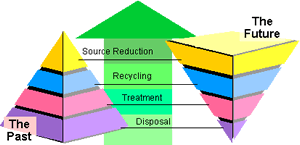 The
Future
Source Reduction
Recycling
Treatment
Disposal
The
Past